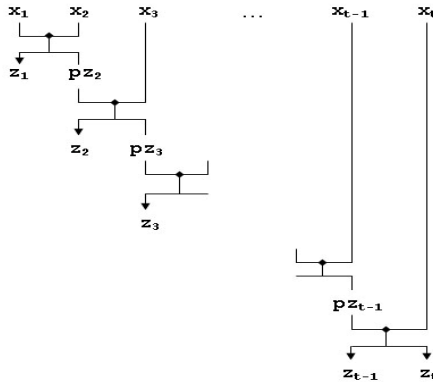 x₁ x₂ x₃ ... xₜ₋₁ xₜ
z₁ pz₂
z₂ pz₃
z₃
pzₜ₋₁
zₜ₋₁ zₜ